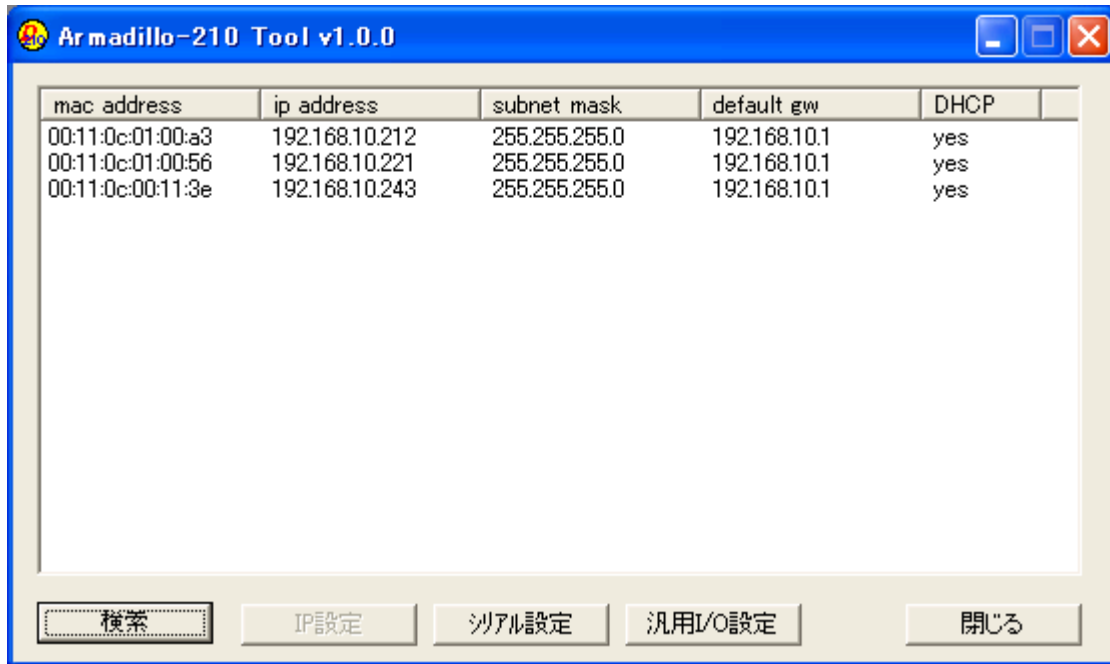 Armadillo-210 Tool v1.0.0
mac address ip address subnet mask default gw DHCP
00:11:0c:01:00:a3 192.168.10.212 255.255.255.0 192.168.10.1 yes
00:11:0c:01:00:56 192.168.10.221 255.255.255.0 192.168.10.1 yes
00:11:0c:00:11:3e 192.168.10.243 255.255.255.0 192.168.10.1 yes
検索 IP設定 シリアル設定 汎用I/O設定 閉じる